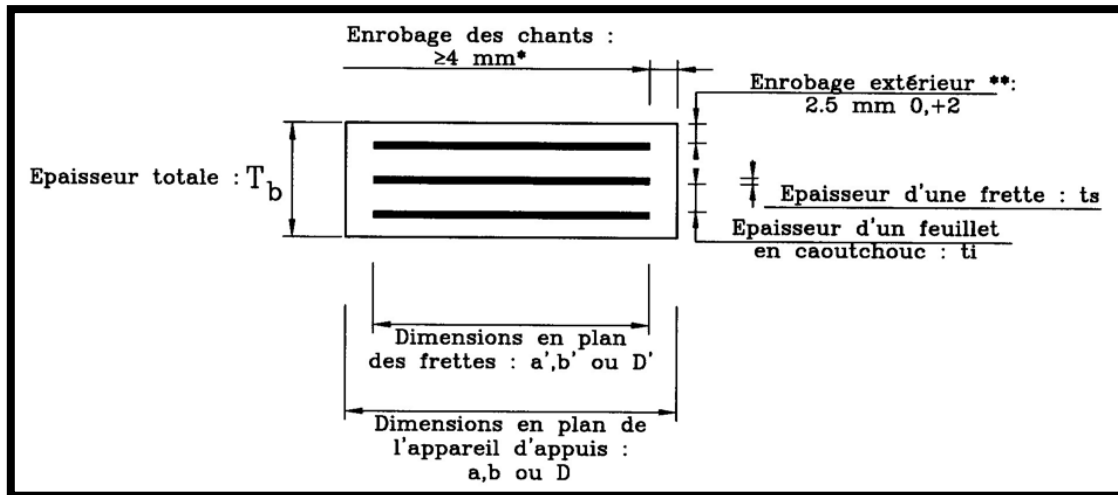 Enrobage des chants :
≥4 mm*
Enrobage extérieur **:
2.5 mm 0,+2
Epaisseur totale : Tb
Epaisseur d'une frette : ts
Epaisseur d'un feuillet
en caoutchouc : ti
Dimensions en plan
des frettes : a',b' ou D'
Dimensions en plan de
l'appareil d'appuis :
a,b ou D